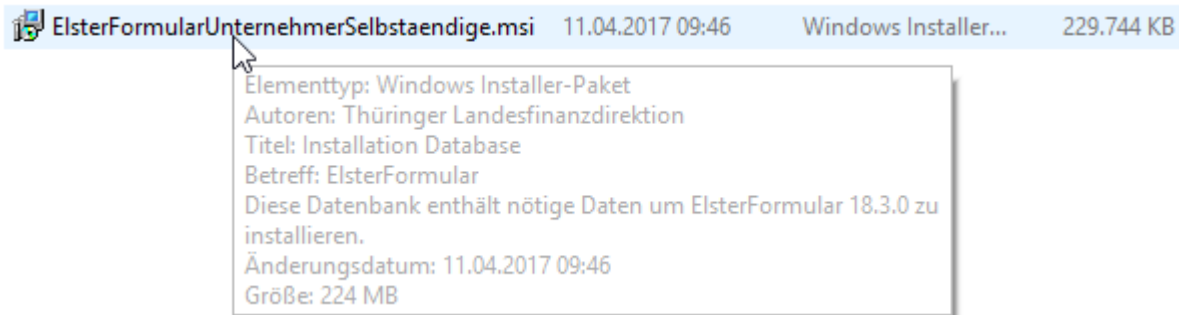 ElsterFormularUnternehmerSelbstaendige.msi 11.04.2017 09:46 Windows Installer... 229.744 KB
Elementtyp: Windows Installer-Paket
Autoren: Thüringer Landesfinanzdirektion
Titel: Installation Database
Betreff: ElsterFormular
Diese Datenbank enthält nötige Daten um ElsterFormular 18.3.0 zu
installieren.
Änderungsdatum: 11.04.2017 09:46
Größe: 224 MB